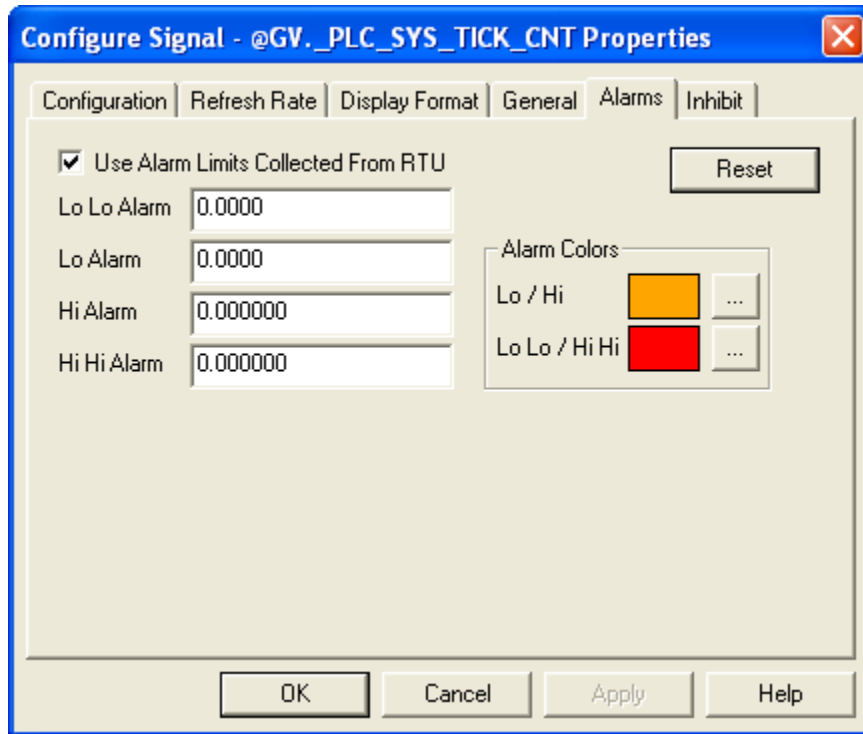 Configure Signal - @GV._PLC_SYS_TICK_CNT Properties
Configuration Refresh Rate Display Format General Alarms Inhibit
Use Alarm Limits Collected From RTU Reset
Lo Lo Alarm 0.0000
Lo Alarm 0.0000
Hi Alarm 0.000000
Hi Hi Alarm 0.000000
Alarm Colors
Lo / Hi ...
Lo Lo / Hi Hi ...
OK Cancel Apply Help